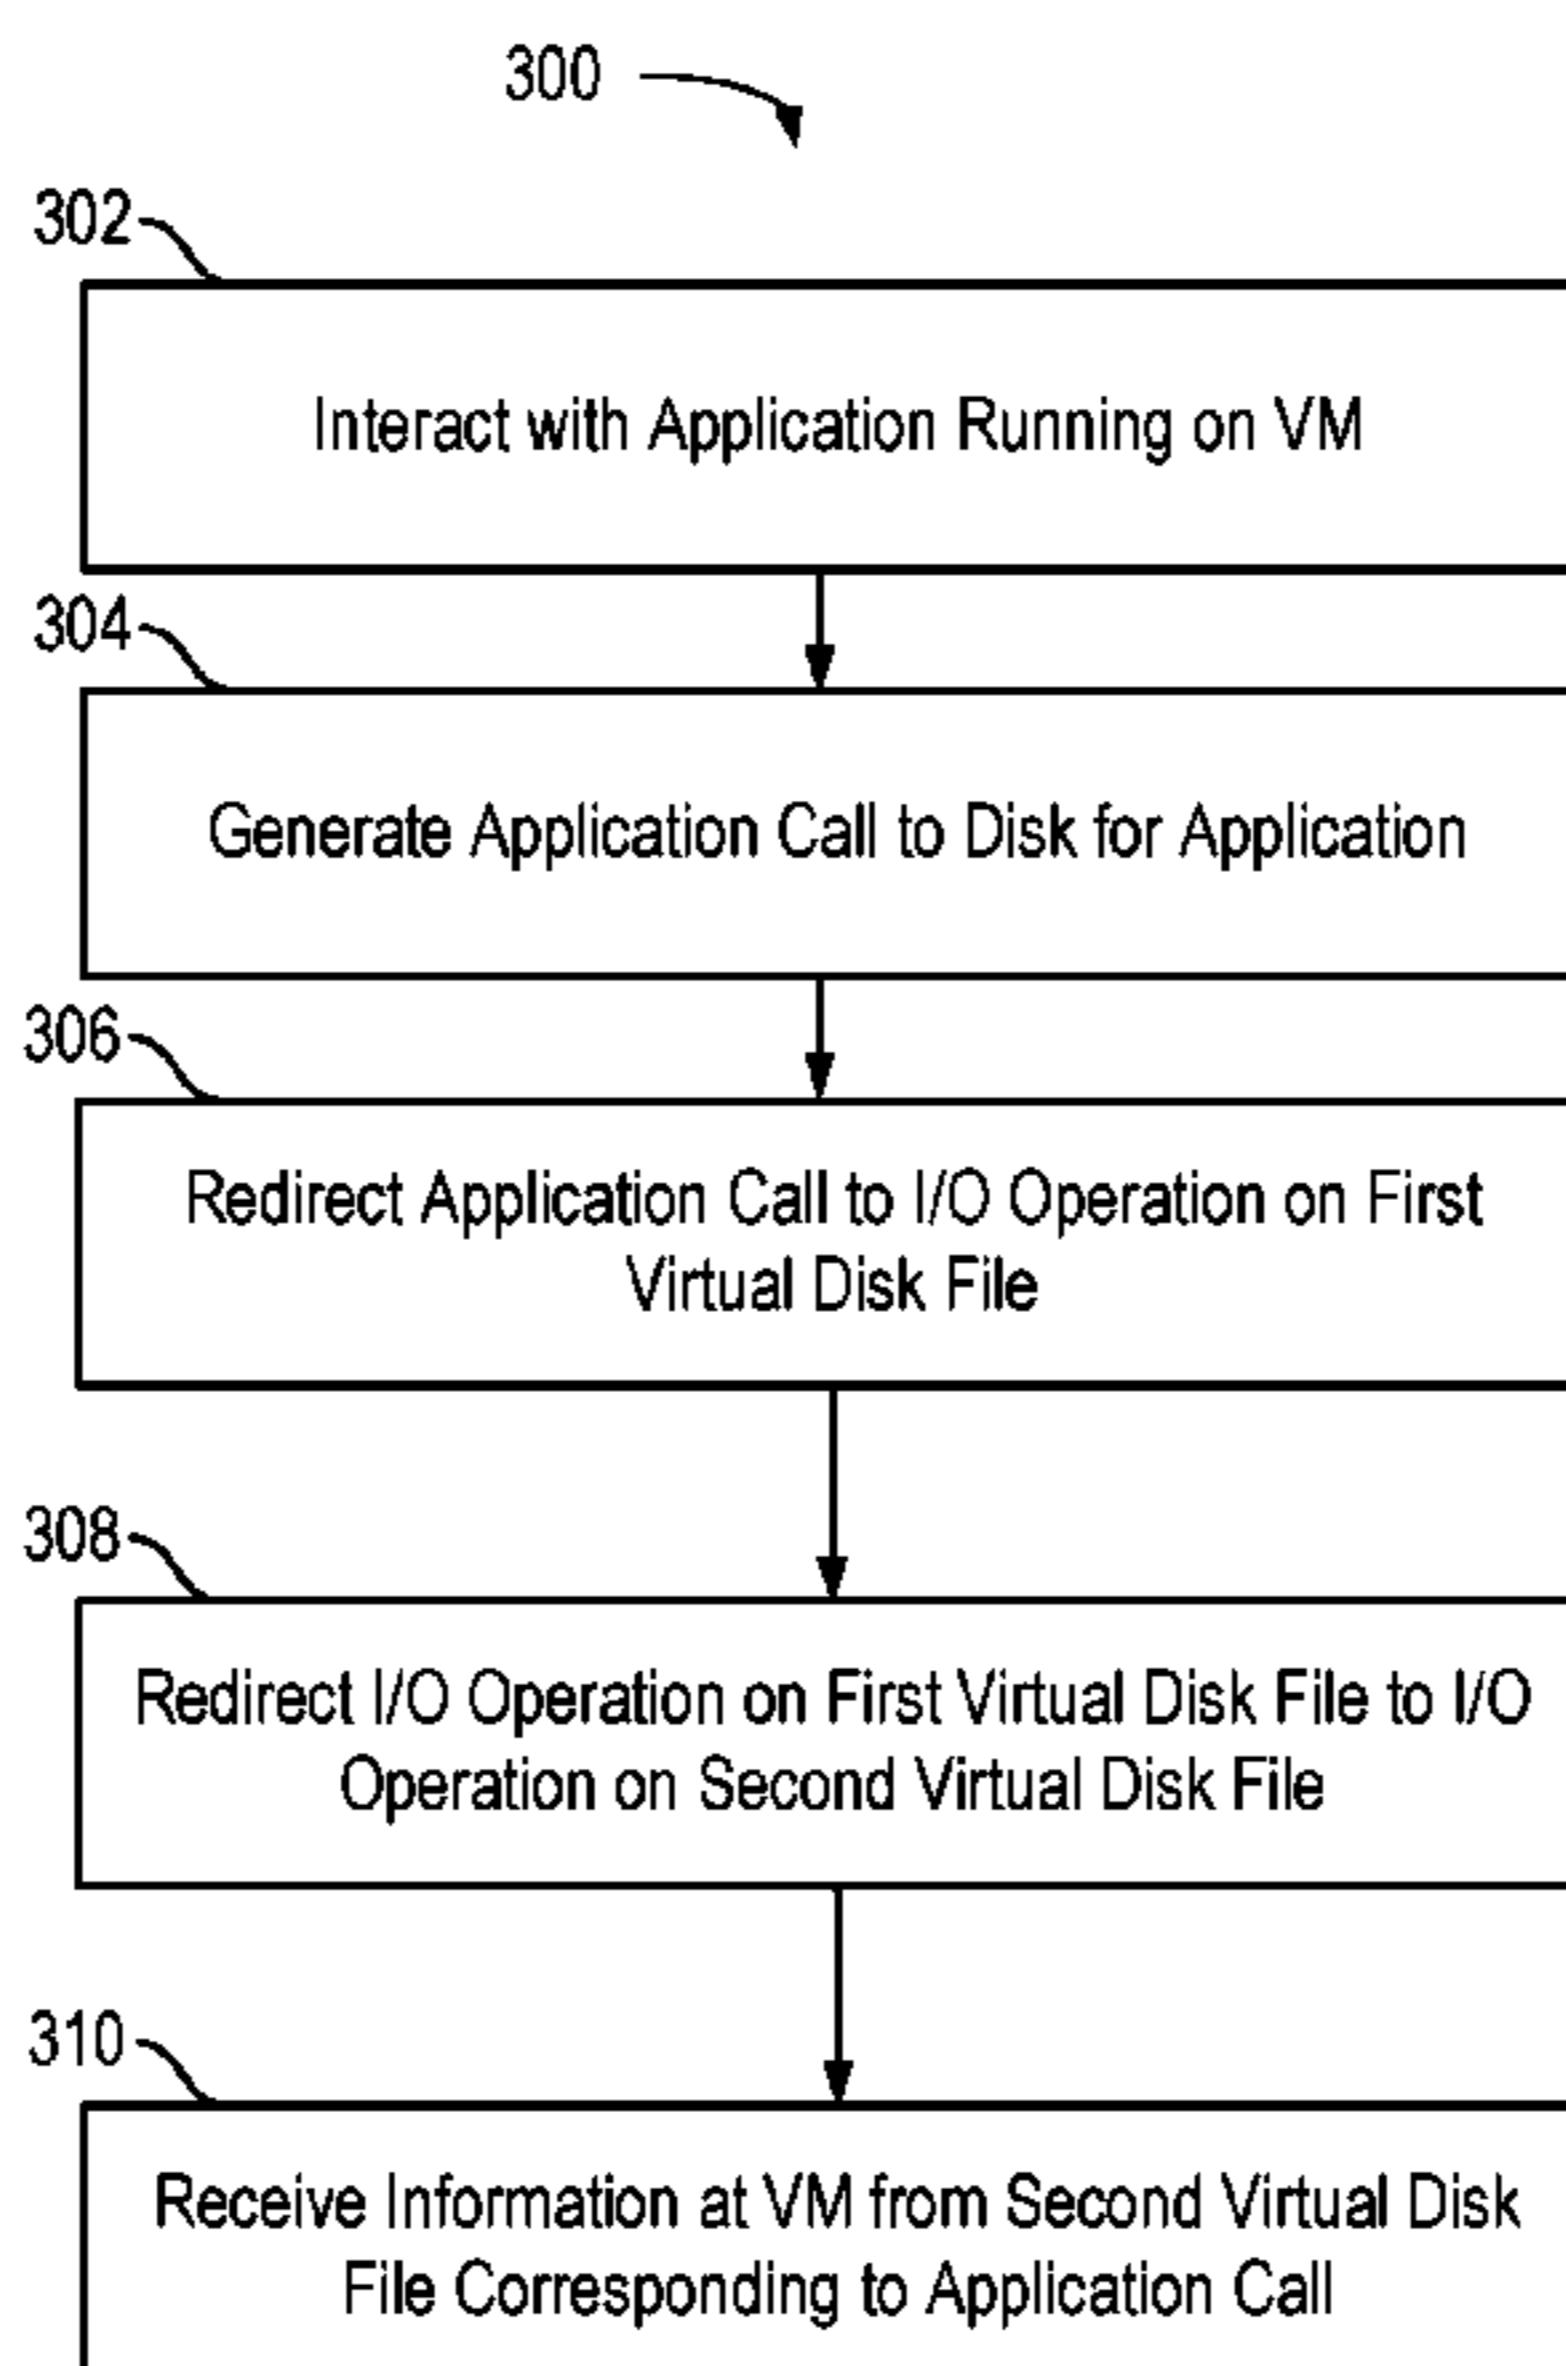 300
302
Interact with Application Running on VM
304
Generate Application Call to Disk for Application
306
Redirect Application Call to I/O Operation on First
Virtual Disk File
308
Redirect I/O Operation on First Virtual Disk File to I/O
Operation on Second Virtual Disk File
310
Receive Information at VM from Second Virtual Disk
File Corresponding to Application Call